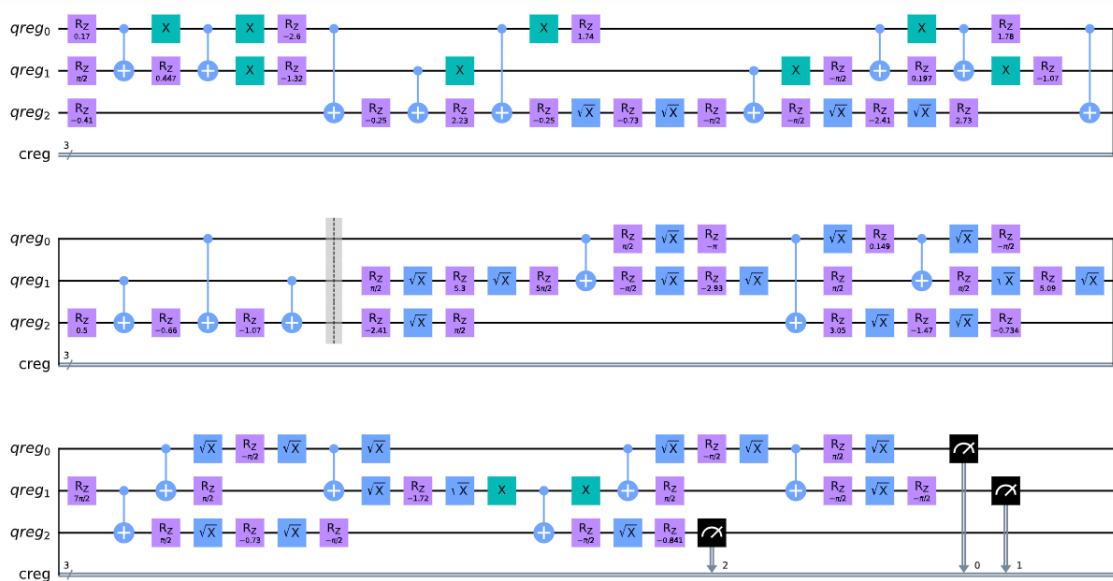 qreg0 RZ 0.17 X X RZ −2.6 X RZ 1.74 X RZ 1.78
qreg1 RZ π/2 RZ 0.447 X RZ −1.32 X X RZ −π/2 RZ 0.197 X RZ −1.07
qreg2 RZ −0.41 RZ −0.25 RZ 2.23 RZ −0.25 √X RZ −0.73 √X RZ −π/2 RZ −π/2 √X RZ −2.41 √X RZ 2.73
creg 3
qreg0 RZ π/2 √X RZ −π √X RZ 0.149 √X RZ −π/2
qreg1 RZ π/2 √X RZ 5.3 √X RZ 5π/2 RZ −π/2 √X RZ −2.93 √X RZ π/2 RZ π/2 √X RZ 5.09 √X
qreg2 RZ 0.5 RZ −0.66 RZ −1.07 RZ −2.41 √X RZ π/2 RZ 3.05 √X RZ −1.47 √X RZ −0.734
creg 3
qreg0 √X RZ −π/2 √X √X √X RZ −π/2 √X RZ π/2 √X
qreg1 RZ 7π/2 RZ π/2 √X RZ −1.72 √X X X RZ π/2 RZ −π/2 √X RZ −π/2
qreg2 RZ π/2 √X RZ −0.73 √X RZ −π/2 RZ −π/2 √X RZ −0.841
creg 3 2 0 1